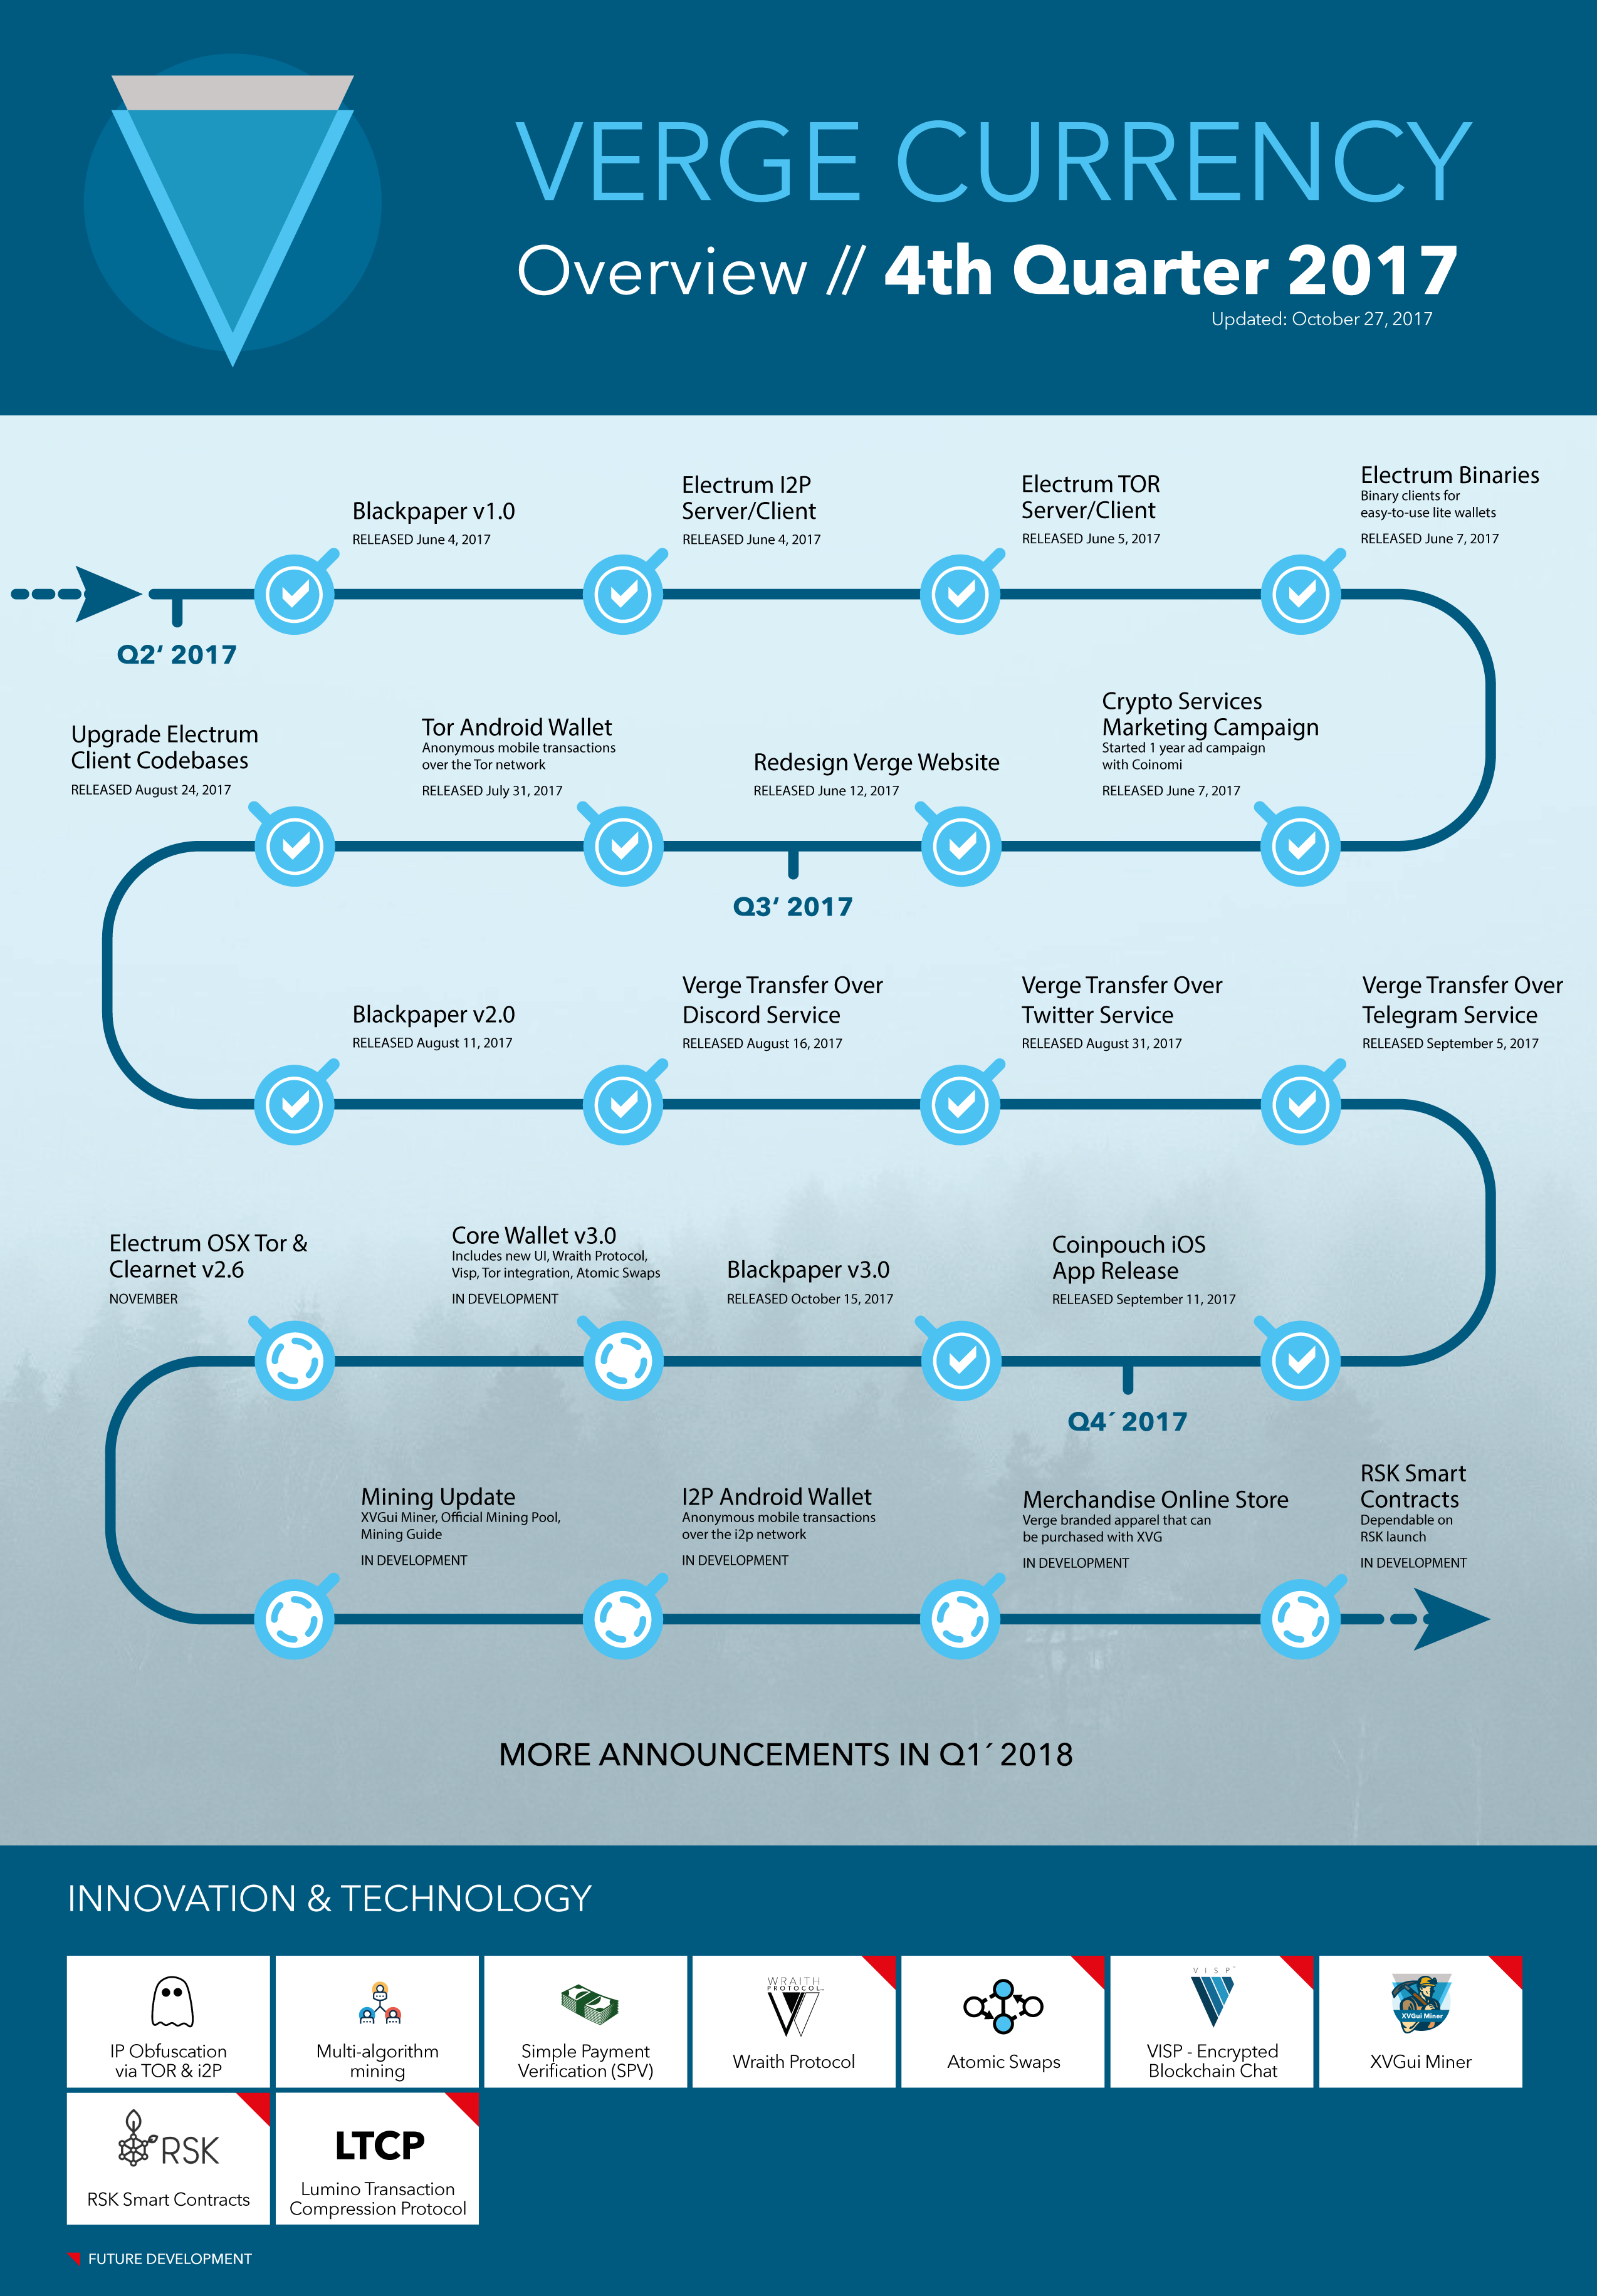 VERGE CURRENCY
Overview // 4th Quarter 2017
Updated: October 27, 2017
Blackpaper v1.0
RELEASED June 4, 2017
Electrum I2P
Server/Client
RELEASED June 4, 2017
Electrum TOR
Server/Client
RELEASED June 5, 2017
Electrum Binaries
Binary clients for
easy-to-use lite wallets
RELEASED June 7, 2017
Q2‘ 2017
Upgrade Electrum
Client Codebases
RELEASED August 24, 2017
Tor Android Wallet
Anonymous mobile transactions
over the Tor network
RELEASED July 31, 2017
Redesign Verge Website
RELEASED June 12, 2017
Crypto Services
Marketing Campaign
Started 1 year ad campaign
with Coinomi
RELEASED June 7, 2017
Q3‘ 2017
Blackpaper v2.0
RELEASED August 11, 2017
Verge Transfer Over
Discord Service
RELEASED August 16, 2017
Verge Transfer Over
Twitter Service
RELEASED August 31, 2017
Verge Transfer Over
Telegram Service
RELEASED September 5, 2017
Electrum OSX Tor &
Clearnet v2.6
NOVEMBER
Core Wallet v3.0
Includes new UI, Wraith Protocol,
Visp, Tor integration, Atomic Swaps
IN DEVELOPMENT
Blackpaper v3.0
RELEASED October 15, 2017
Coinpouch iOS
App Release
RELEASED September 11, 2017
Q4´ 2017
Mining Update
XVGui Miner, Official Mining Pool,
Mining Guide
IN DEVELOPMENT
I2P Android Wallet
Anonymous mobile transactions
over the i2p network
IN DEVELOPMENT
Merchandise Online Store
Verge branded apparel that can
be purchased with XVG
IN DEVELOPMENT
RSK Smart
Contracts
Dependable on
RSK launch
IN DEVELOPMENT
MORE ANNOUNCEMENTS IN Q1´ 2018
INNOVATION & TECHNOLOGY
IP Obfuscation
via TOR & i2P
Multi-algorithm
mining
Simple Payment
Verification (SPV)
WRAITH
PROTOCOL
Wraith Protocol
Atomic Swaps
VISP
VISP - Encrypted
Blockchain Chat
XVGui Miner
XVGui Miner
RSK
RSK Smart Contracts
LTCP
Lumino Transaction
Compression Protocol
FUTURE DEVELOPMENT